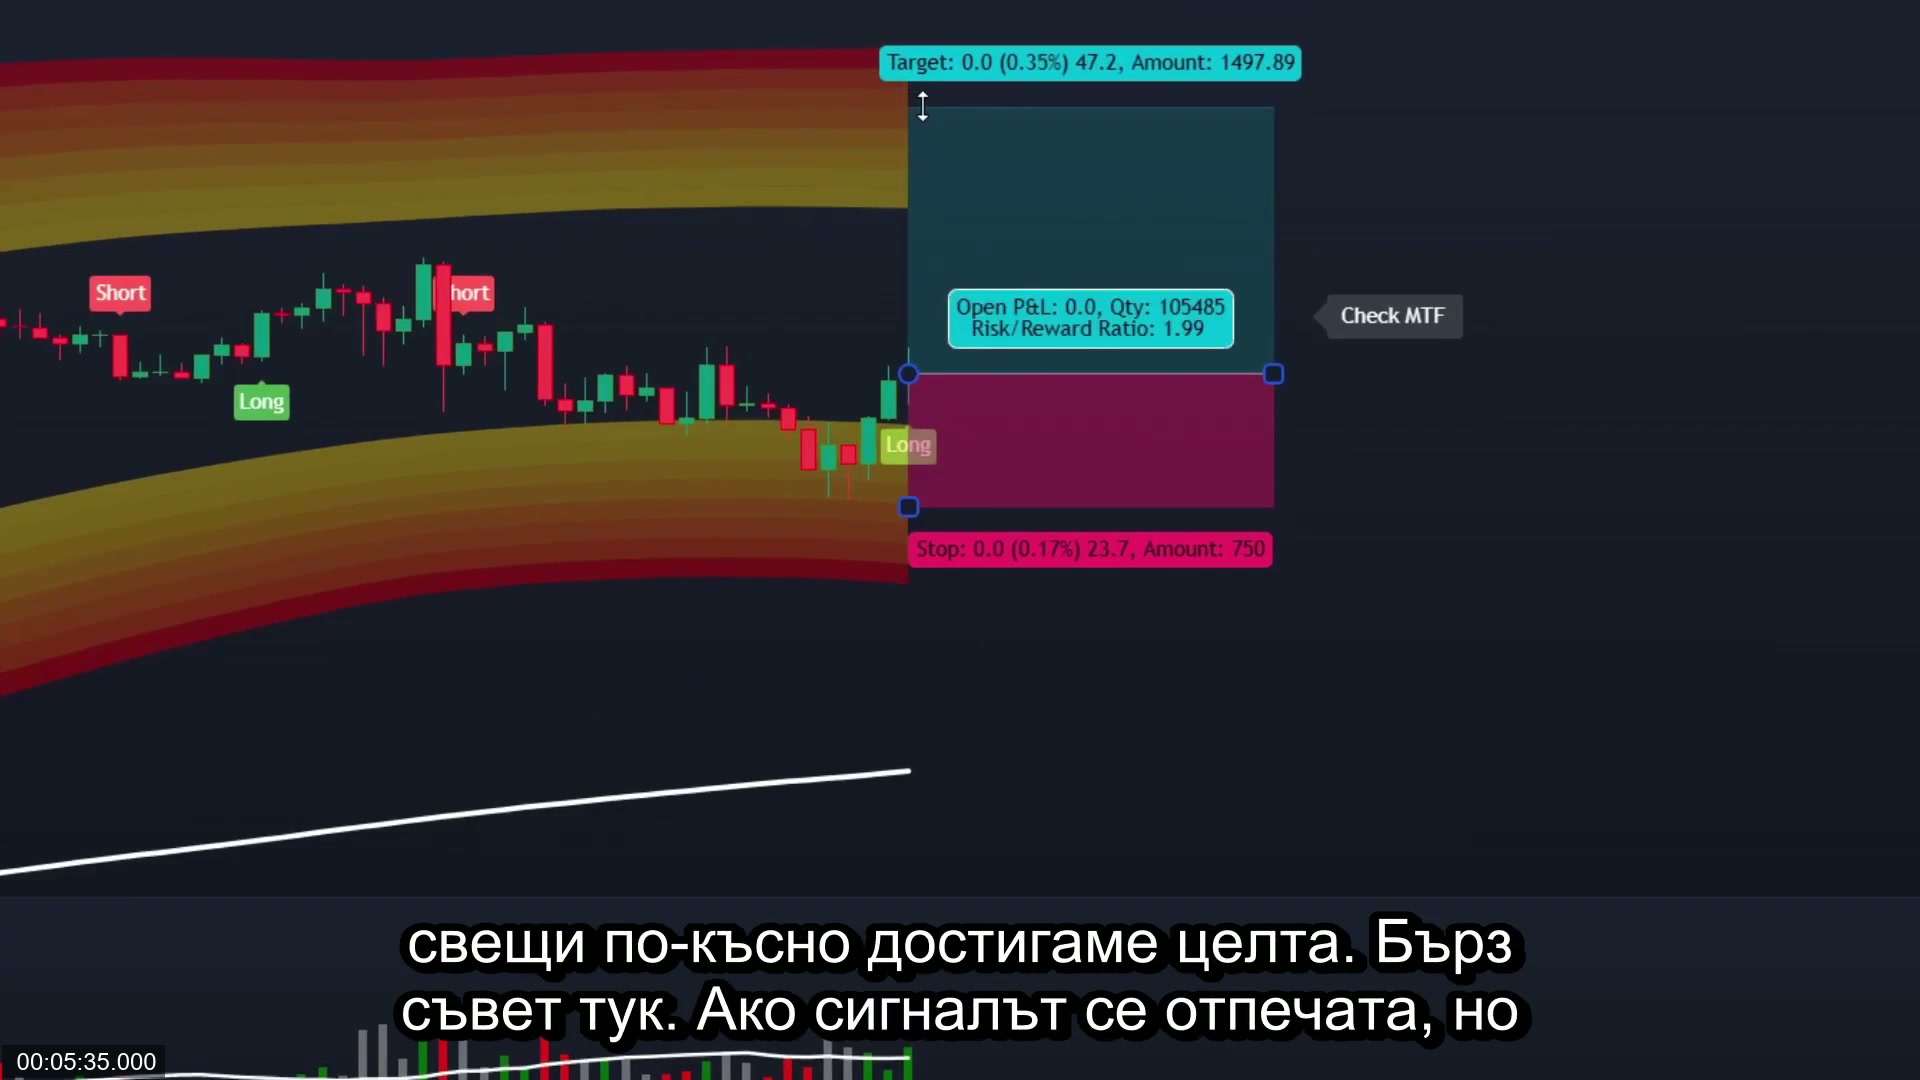 Target: 0.0 (0.35%) 47.2, Amount: 1497.89
Short
hort
Open P&L: 0.0, Qty: 105485
Risk/Reward Ratio: 1.99
Check MTF
Long
Long
Stop: 0.0 (0.17%) 23.7, Amount: 750
свещи по-късно достигаме целта. Бърз
съвет тук. Ако сигналът се отпечата, но
00:05:35.000